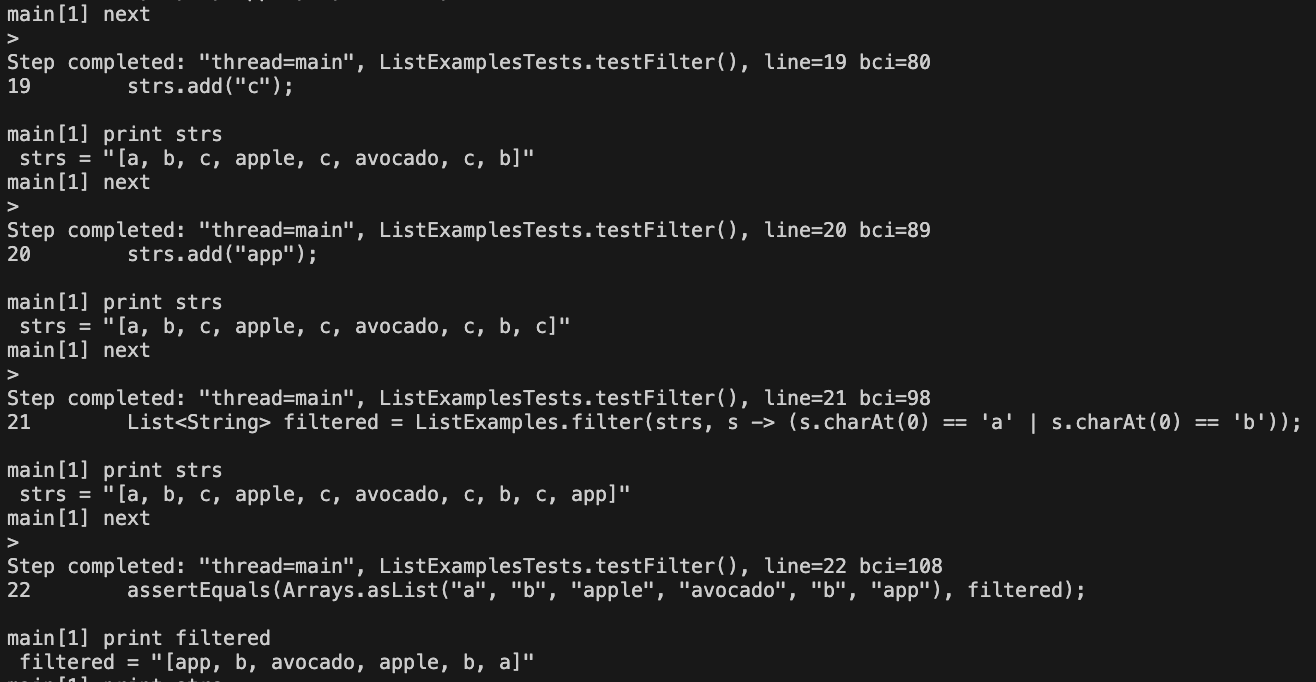 main[1] next
>
Step completed: "thread=main", ListExamplesTests.testFilter(), line=19 bci=80
19        strs.add("c");
main[1] print strs
 strs = "[a, b, c, apple, c, avocado, c, b]"
main[1] next
>
Step completed: "thread=main", ListExamplesTests.testFilter(), line=20 bci=89
20        strs.add("app");
main[1] print strs
 strs = "[a, b, c, apple, c, avocado, c, b, c]"
main[1] next
>
Step completed: "thread=main", ListExamplesTests.testFilter(), line=21 bci=98
21        List<String> filtered = ListExamples.filter(strs, s -> (s.charAt(0) == 'a' | s.charAt(0) == 'b'));
main[1] print strs
 strs = "[a, b, c, apple, c, avocado, c, b, c, app]"
main[1] next
>
Step completed: "thread=main", ListExamplesTests.testFilter(), line=22 bci=108
22        assertEquals(Arrays.asList("a", "b", "apple", "avocado", "b", "app"), filtered);
main[1] print filtered
 filtered = "[app, b, avocado, apple, b, a]"
main[1] print strs